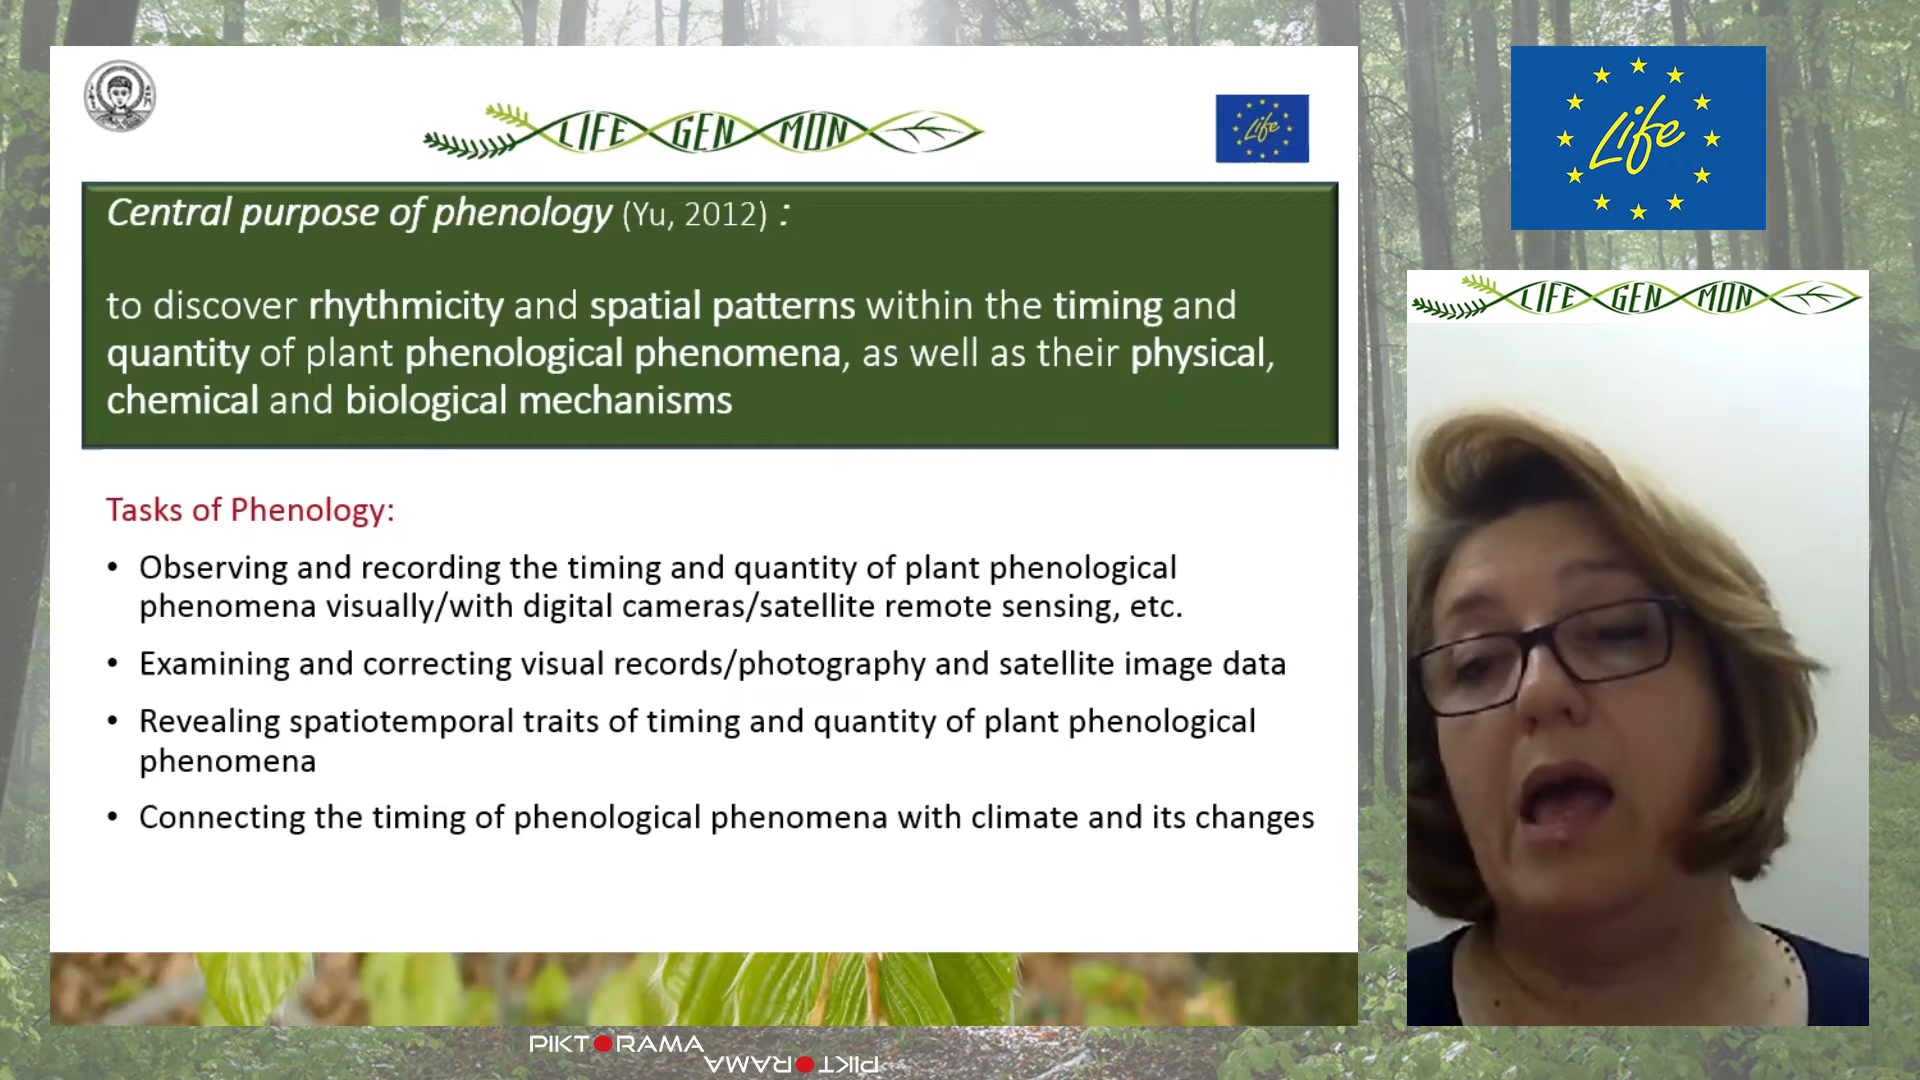 LIFE GEN MON
Life
Central purpose of phenology (Yu, 2012) :
to discover rhythmicity and spatial patterns within the timing and
quantity of plant phenological phenomena, as well as their physical,
chemical and biological mechanisms
Tasks of Phenology:
• Observing and recording the timing and quantity of plant phenological
phenomena visually/with digital cameras/satellite remote sensing, etc.
• Examining and correcting visual records/photography and satellite image data
• Revealing spatiotemporal traits of timing and quantity of plant phenological
phenomena
• Connecting the timing of phenological phenomena with climate and its changes
Life
LIFE GEN MON
PIKTORAMA
PIKTORAMA